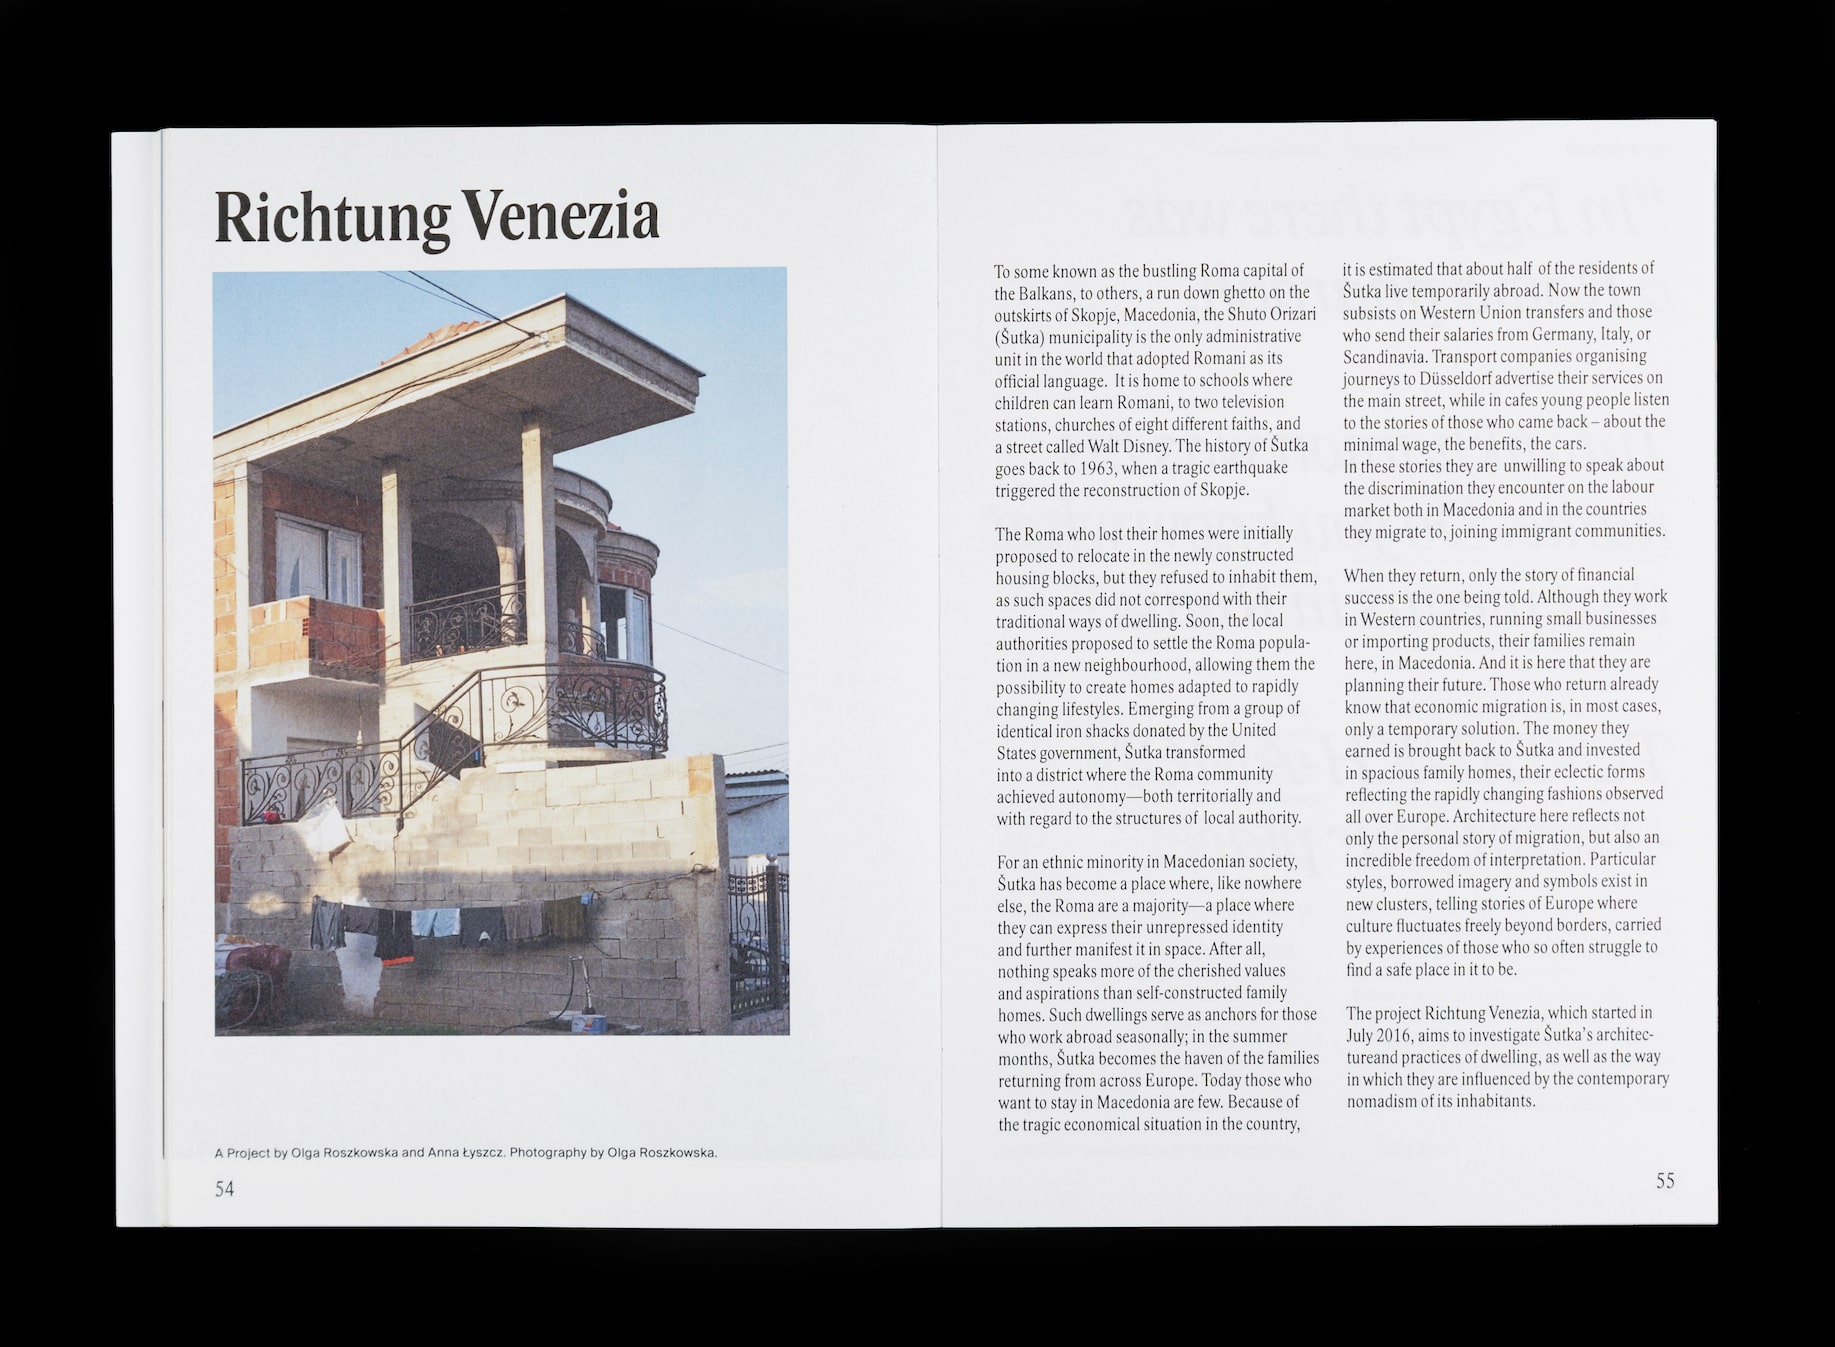 Richtung Venezia
A Project by Olga Roszkowska and Anna Łyszcz. Photography by Olga Roszkowska.
54
To some known as the bustling Roma capital of
the Balkans, to others, a run down ghetto on the
outskirts of Skopje, Macedonia, the Shuto Orizari
(Šutka) municipality is the only administrative
unit in the world that adopted Romani as its
official language. It is home to schools where
children can learn Romani, to two television
stations, churches of eight different faiths, and
a street called Walt Disney. The history of Šutka
goes back to 1963, when a tragic earthquake
triggered the reconstruction of Skopje.
The Roma who lost their homes were initially
proposed to relocate in the newly constructed
housing blocks, but they refused to inhabit them,
as such spaces did not correspond with their
traditional ways of dwelling. Soon, the local
authorities proposed to settle the Roma popula-
tion in a new neighbourhood, allowing them the
possibility to create homes adapted to rapidly
changing lifestyles. Emerging from a group of
identical iron shacks donated by the United
States government, Šutka transformed
into a district where the Roma community
achieved autonomy—both territorially and
with regard to the structures of local authority.
For an ethnic minority in Macedonian society,
Šutka has become a place where, like nowhere
else, the Roma are a majority—a place where
they can express their unrepressed identity
and further manifest it in space. After all,
nothing speaks more of the cherished values
and aspirations than self-constructed family
homes. Such dwellings serve as anchors for those
who work abroad seasonally; in the summer
months, Šutka becomes the haven of the families
returning from across Europe. Today those who
want to stay in Macedonia are few. Because of
the tragic economical situation in the country,
it is estimated that about half of the residents of
Šutka live temporarily abroad. Now the town
subsists on Western Union transfers and those
who send their salaries from Germany, Italy, or
Scandinavia. Transport companies organising
journeys to Düsseldorf advertise their services on
the main street, while in cafes young people listen
to the stories of those who came back – about the
minimal wage, the benefits, the cars.
In these stories they are unwilling to speak about
the discrimination they encounter on the labour
market both in Macedonia and in the countries
they migrate to, joining immigrant communities.
When they return, only the story of financial
success is the one being told. Although they work
in Western countries, running small businesses
or importing products, their families remain
here, in Macedonia. And it is here that they are
planning their future. Those who return already
know that economic migration is, in most cases,
only a temporary solution. The money they
earned is brought back to Šutka and invested
in spacious family homes, their eclectic forms
reflecting the rapidly changing fashions observed
all over Europe. Architecture here reflects not
only the personal story of migration, but also an
incredible freedom of interpretation. Particular
styles, borrowed imagery and symbols exist in
new clusters, telling stories of Europe where
culture fluctuates freely beyond borders, carried
by experiences of those who so often struggle to
find a safe place in it to be.
The project Richtung Venezia, which started in
July 2016, aims to investigate Šutka's architec-
tureand practices of dwelling, as well as the way
in which they are influenced by the contemporary
nomadism of its inhabitants.
55